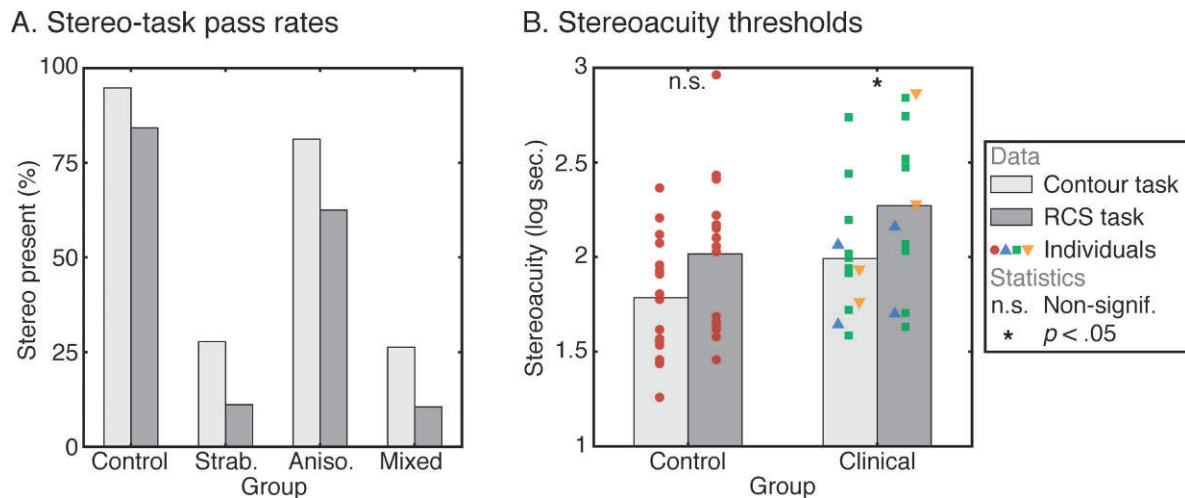 A. Stereo-task pass rates
100
75
50
25
0
Stereo present (%)
Control Strab. Aniso. Mixed
Group
B. Stereoacuity thresholds
3
2.5
2
1.5
1
Stereoacuity (log sec.)
n.s. *
Control Clinical
Group
Data
Contour task
RCS task
Individuals
Statistics
n.s. Non-signif.
* p < .05